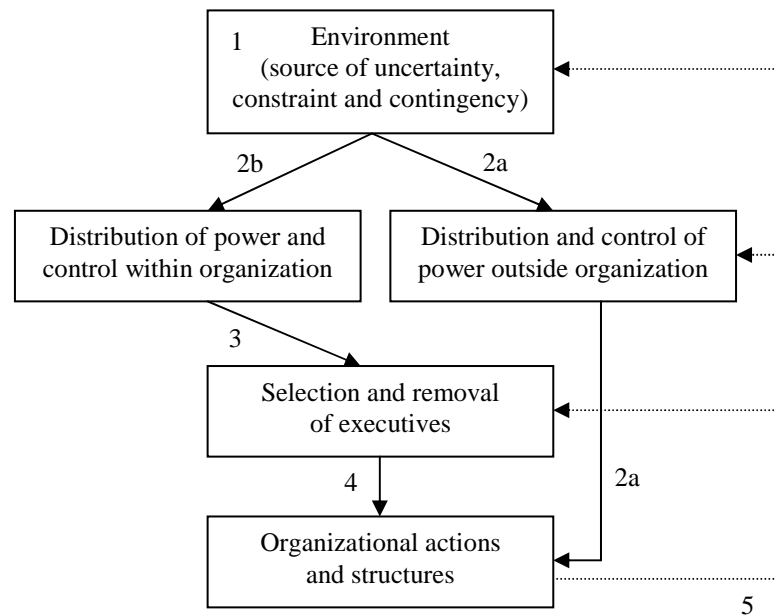 1
Environment
(source of uncertainty,
constraint and contingency)
2b
2a
Distribution of power and
control within organization
Distribution and control of
power outside organization
3
Selection and removal
of executives
4
2a
Organizational actions
and structures
5